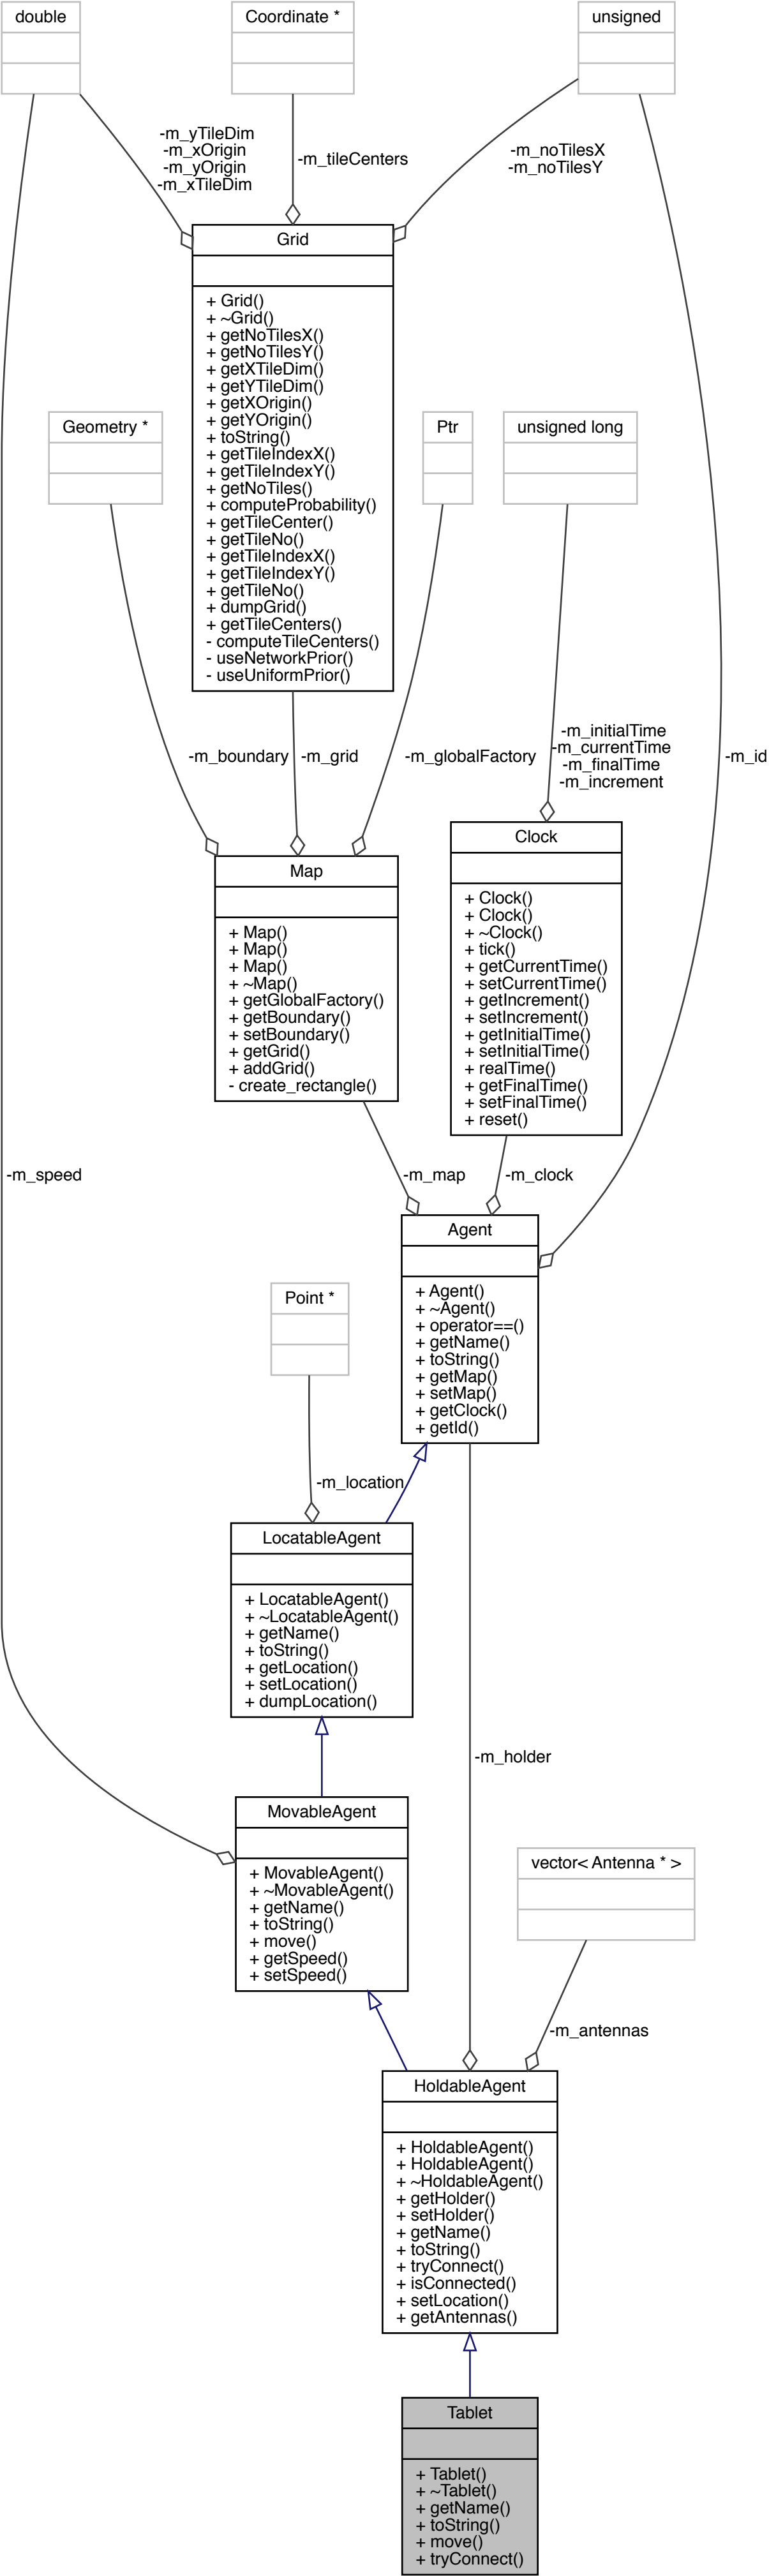 double
Coordinate *
unsigned
-m_yTileDim
-m_xOrigin
-m_yOrigin
-m_xTileDim
-m_tileCenters
-m_noTilesX
-m_noTilesY
Grid
+ Grid()
+ ~Grid()
+ getNoTilesX()
+ getNoTilesY()
+ getXTileDim()
+ getYTileDim()
+ getXOrigin()
+ getYOrigin()
+ toString()
+ getTileIndexX()
+ getTileIndexY()
+ getNoTiles()
+ computeProbability()
+ getTileCenter()
+ getTileNo()
+ getTileIndexX()
+ getTileIndexY()
+ getTileNo()
+ dumpGrid()
+ getTileCenters()
- computeTileCenters()
- useNetworkPrior()
- useUniformPrior()
Geometry *
Ptr
unsigned long
-m_boundary
-m_grid
-m_globalFactory
-m_initialTime
-m_currentTime
-m_finalTime
-m_increment
-m_id
Map
+ Map()
+ Map()
+ Map()
+ ~Map()
+ getGlobalFactory()
+ getBoundary()
+ setBoundary()
+ getGrid()
+ addGrid()
- create_rectangle()
Clock
+ Clock()
+ Clock()
+ ~Clock()
+ tick()
+ getCurrentTime()
+ setCurrentTime()
+ getIncrement()
+ setIncrement()
+ getInitialTime()
+ setInitialTime()
+ realTime()
+ getFinalTime()
+ setFinalTime()
+ reset()
-m_speed
-m_map
-m_clock
Agent
+ Agent()
+ ~Agent()
+ operator==()
+ getName()
+ toString()
+ getMap()
+ setMap()
+ getClock()
+ getId()
Point *
-m_location
LocatableAgent
+ LocatableAgent()
+ ~LocatableAgent()
+ getName()
+ toString()
+ getLocation()
+ setLocation()
+ dumpLocation()
-m_holder
MovableAgent
+ MovableAgent()
+ ~MovableAgent()
+ getName()
+ toString()
+ move()
+ getSpeed()
+ setSpeed()
vector< Antenna * >
-m_antennas
HoldableAgent
+ HoldableAgent()
+ HoldableAgent()
+ ~HoldableAgent()
+ getHolder()
+ setHolder()
+ getName()
+ toString()
+ tryConnect()
+ isConnected()
+ setLocation()
+ getAntennas()
Tablet
+ Tablet()
+ ~Tablet()
+ getName()
+ toString()
+ move()
+ tryConnect()